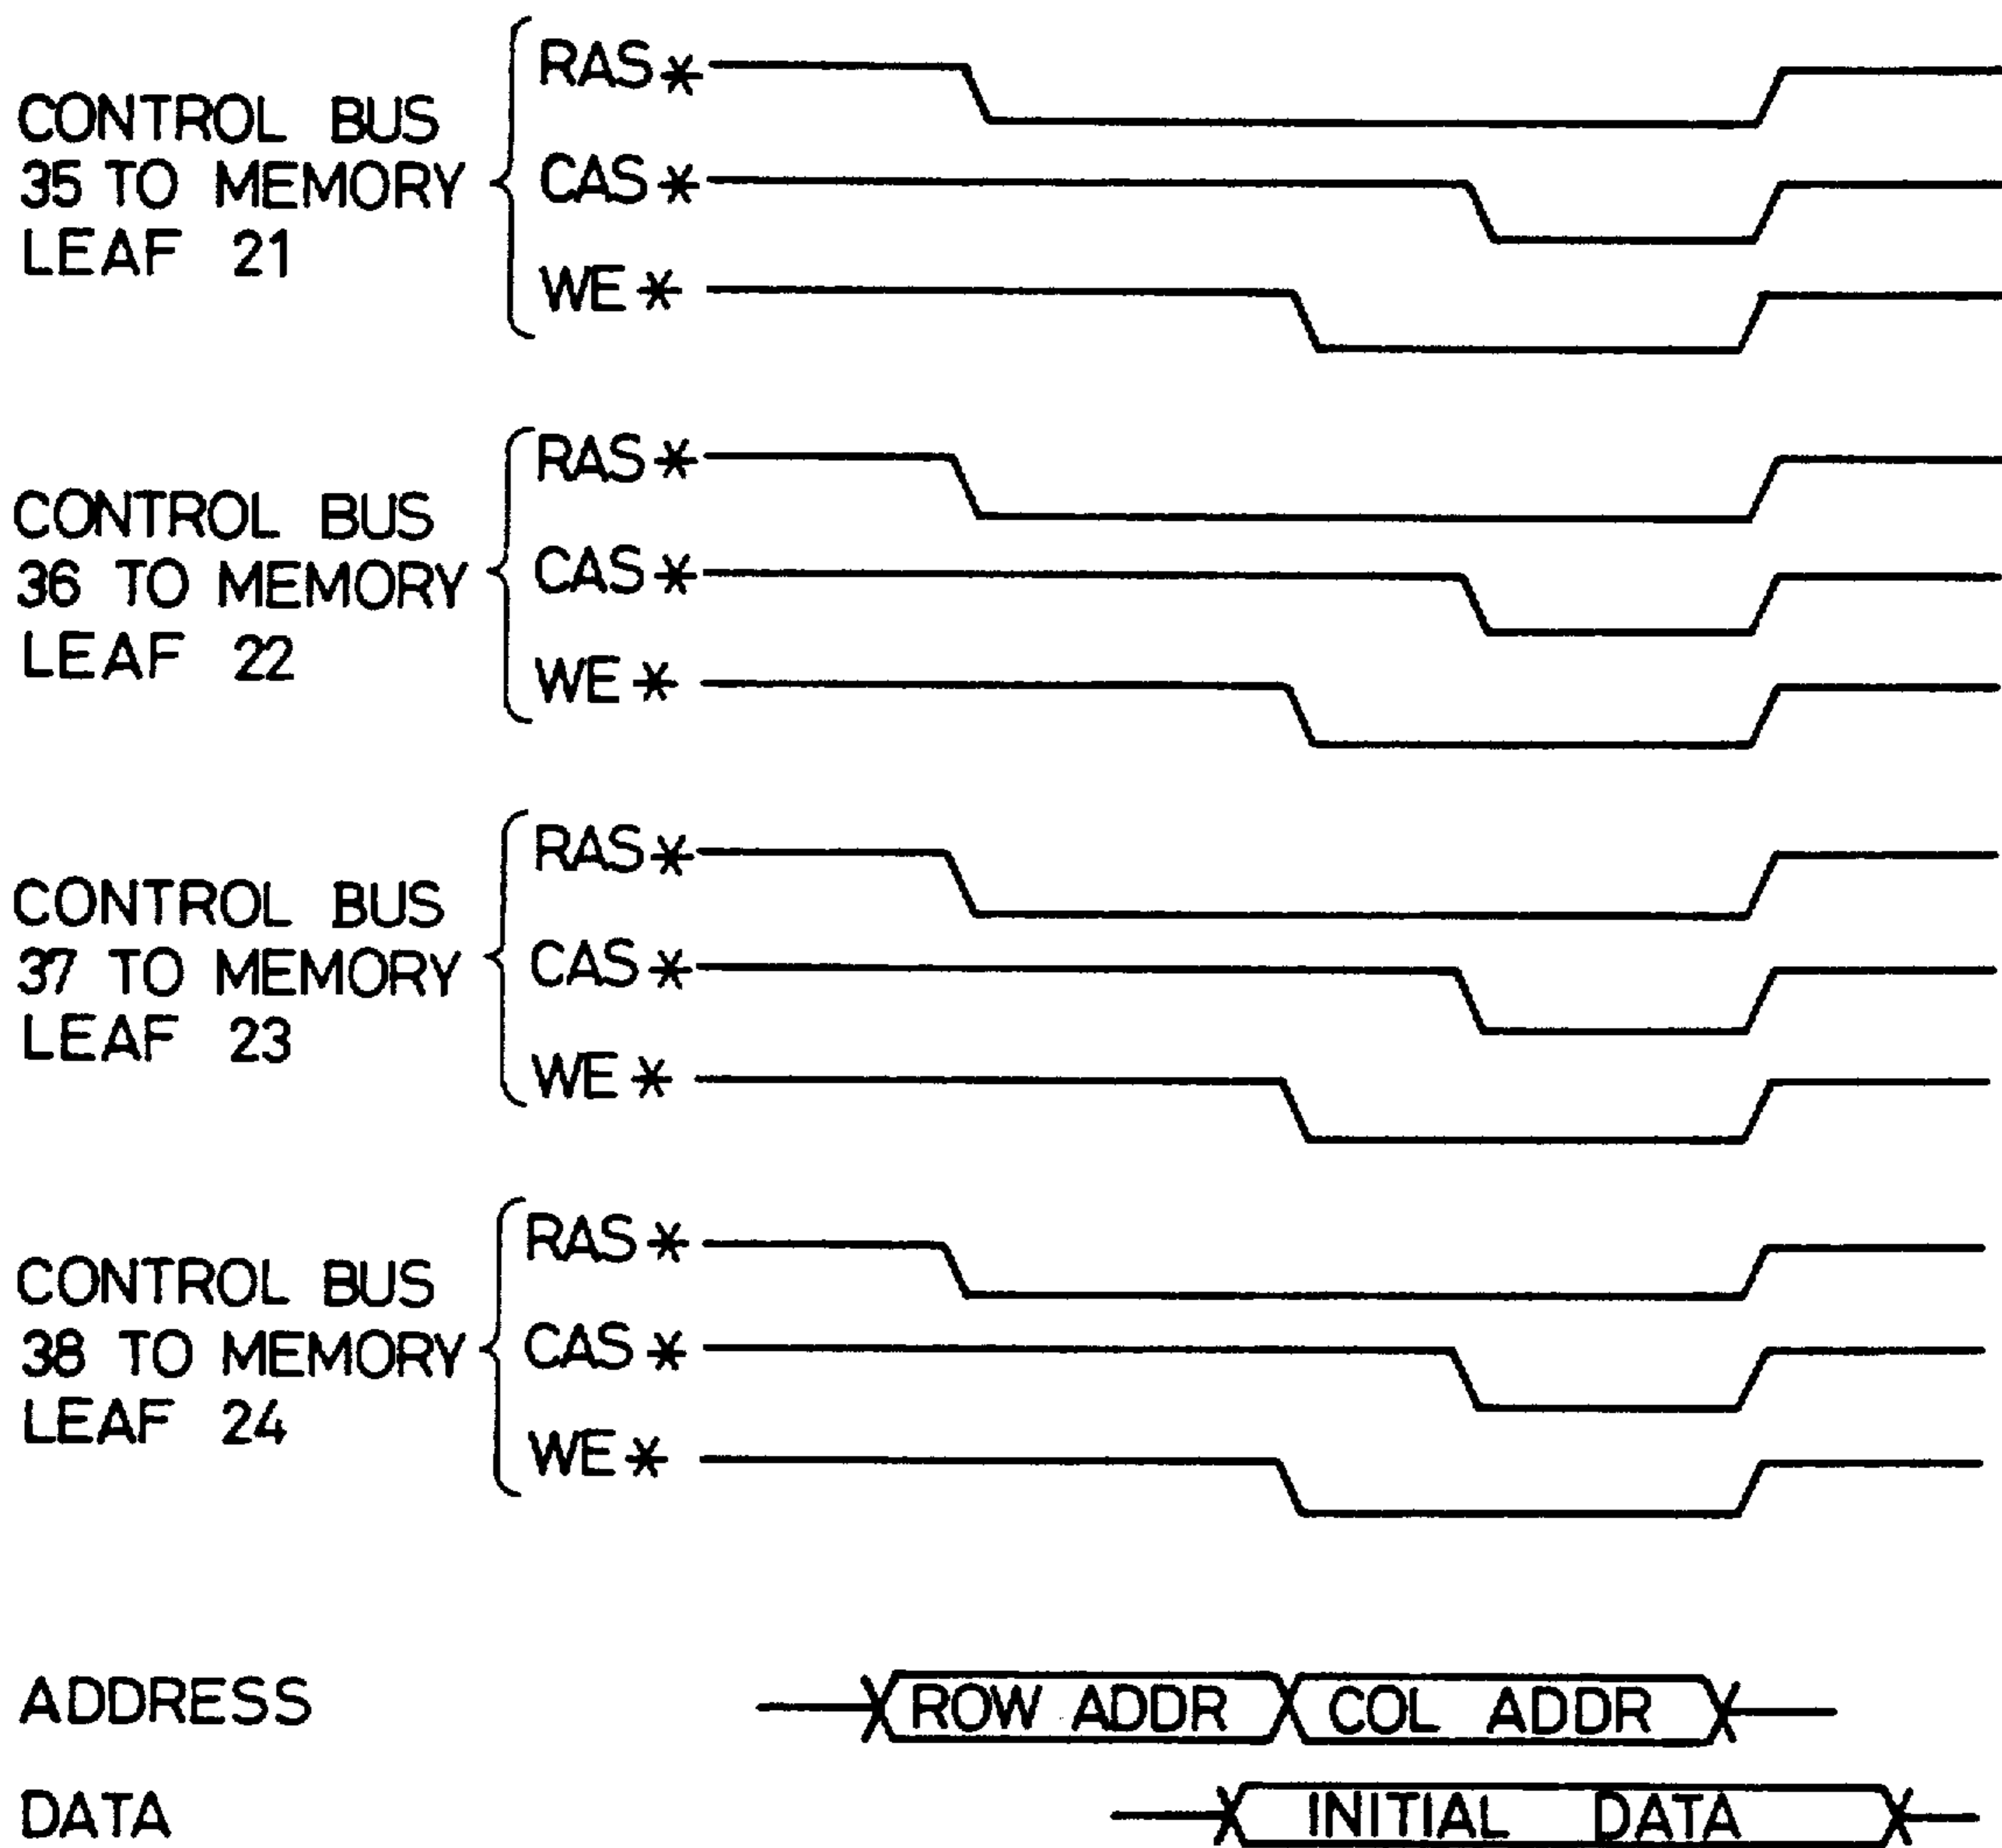 CONTROL BUS
35 TO MEMORY
LEAF 21
RAS*
CAS*
WE*
CONTROL BUS
36 TO MEMORY
LEAF 22
RAS*
CAS*
WE*
CONTROL BUS
37 TO MEMORY
LEAF 23
RAS*
CAS*
WE*
CONTROL BUS
38 TO MEMORY
LEAF 24
RAS*
CAS*
WE*
ADDRESS ROW ADDR COL ADDR
DATA INITIAL DATA